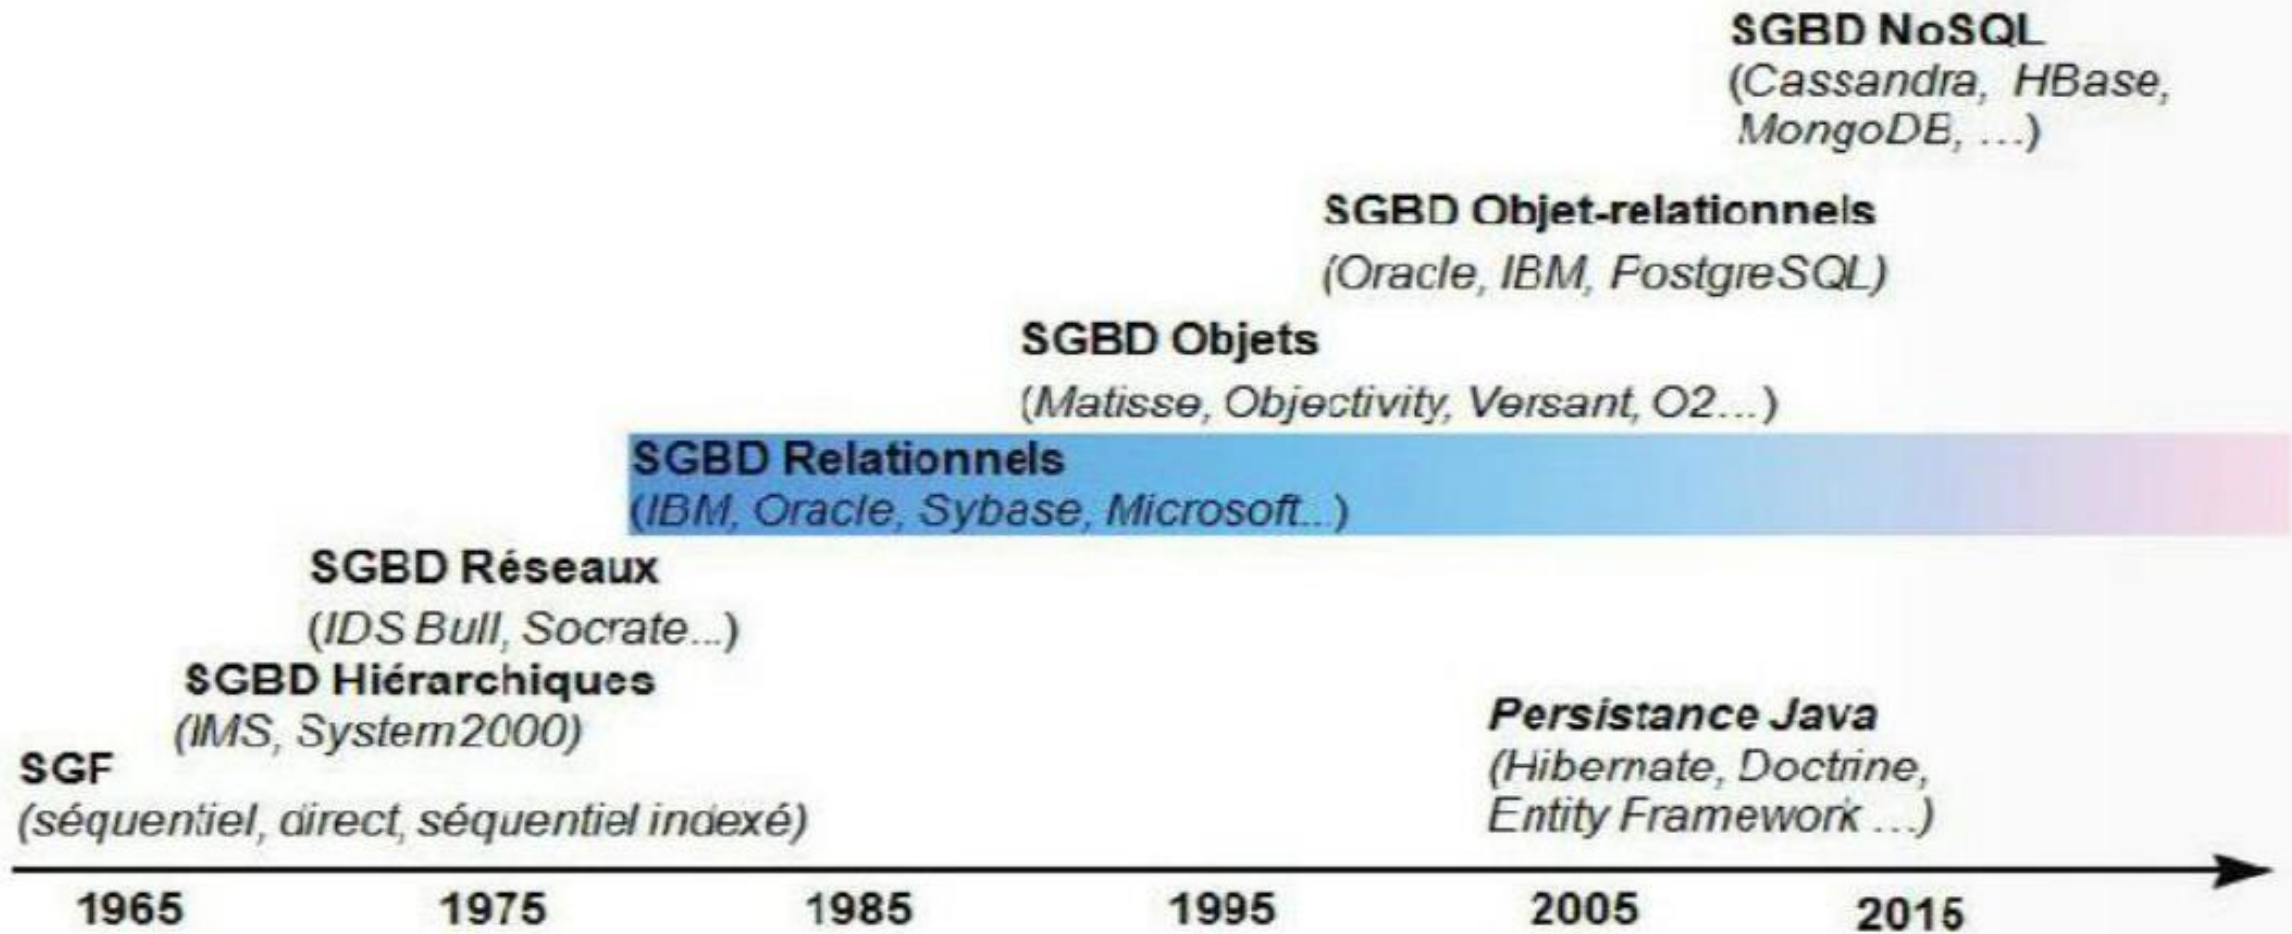 SGBD NoSQL
(Cassandra, HBase,
MongoDB, ...)
SGBD Objet-relationnels
(Oracle, IBM, PostgreSQL)
SGBD Objets
(Matisse, Objectivity, Versant, O2...)
SGBD Relationnels
(IBM, Oracle, Sybase, Microsoft...)
SGBD Réseaux
(IDS Bull, Socrate...)
SGBD Hiérarchiques
(IMS, System2000)
SGF
(séquentiel, direct, séquentiel indexé)
Persistance Java
(Hibernate, Doctrine,
Entity Framework ...)
1965 1975 1985 1995 2005 2015